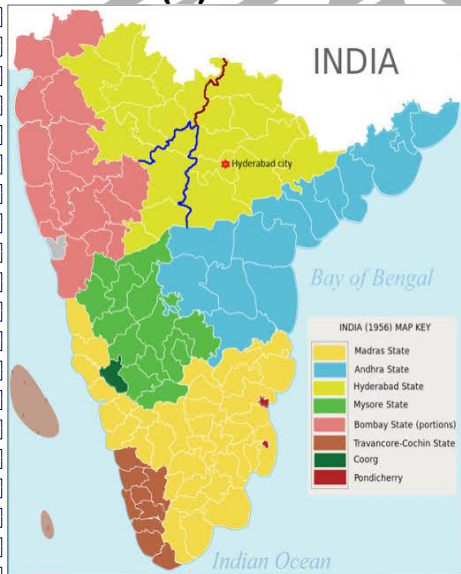 INDIA
Hyderabad city
Bay of Bengal
INDIA (1956) MAP KEY
Madras State
Andhra State
Hyderabad State
Mysore State
Bombay State (portions)
Travancore-Cochin State
Coorg
Pondicherry
Indian Ocean